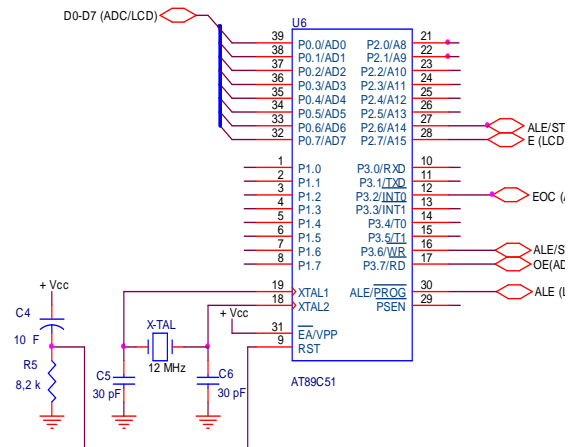 D0-D7 (ADC/LCD)
U6
39 P0.0/AD0 P2.0/A8 21
38 P0.1/AD1 P2.1/A9 22
37 P0.2/AD2 P2.2/A10 23
36 P0.3/AD3 P2.3/A11 24
35 P0.4/AD4 P2.4/A12 25
34 P0.5/AD5 P2.5/A13 26
33 P0.6/AD6 P2.6/A14 27 ALE/ST
32 P0.7/AD7 P2.7/A15 28 E (LCD
1 P1.0 P3.0/RXD 10
2 P1.1 P3.1/TXD 11
3 P1.2 P3.2/INT0 12 EOC (A
4 P1.3 P3.3/INT1 13
5 P1.4 P3.4/T0 14
6 P1.5 P3.5/T1 15
7 P1.6 P3.6/WR 16 ALE/S
8 P1.7 P3.7/RD 17 OE(AD
19 XTAL1 ALE/PROG 30 ALE (L
18 XTAL2 PSEN 29
+ Vcc
+ Vcc
C4
10 F
X-TAL
12 MHz
31 EA/VPP
9 RST
R5
8,2 k
C5
30 pF
C6
30 pF
AT89C51